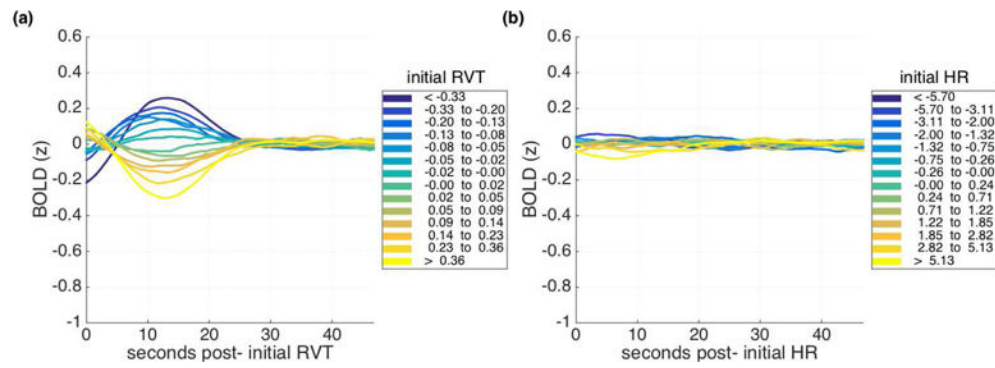 (a)
0.6
0.4
0.2
0
-0.2
-0.4
-0.6
-0.8
-1
BOLD (z)
0 10 20 30 40
seconds post- initial RVT
initial RVT
< -0.33
-0.33 to -0.20
-0.20 to -0.13
-0.13 to -0.08
-0.08 to -0.05
-0.05 to -0.02
-0.02 to -0.00
-0.00 to 0.02
0.02 to 0.05
0.05 to 0.09
0.09 to 0.14
0.14 to 0.23
0.23 to 0.36
> 0.36
(b)
0.6
0.4
0.2
0
-0.2
-0.4
-0.6
-0.8
-1
BOLD (z)
0 10 20 30 40
seconds post- initial HR
initial HR
< -5.70
-5.70 to -3.11
-3.11 to -2.00
-2.00 to -1.32
-1.32 to -0.75
-0.75 to -0.26
-0.26 to -0.00
-0.00 to 0.24
0.24 to 0.71
0.71 to 1.22
1.22 to 1.85
1.85 to 2.82
2.82 to 5.13
> 5.13